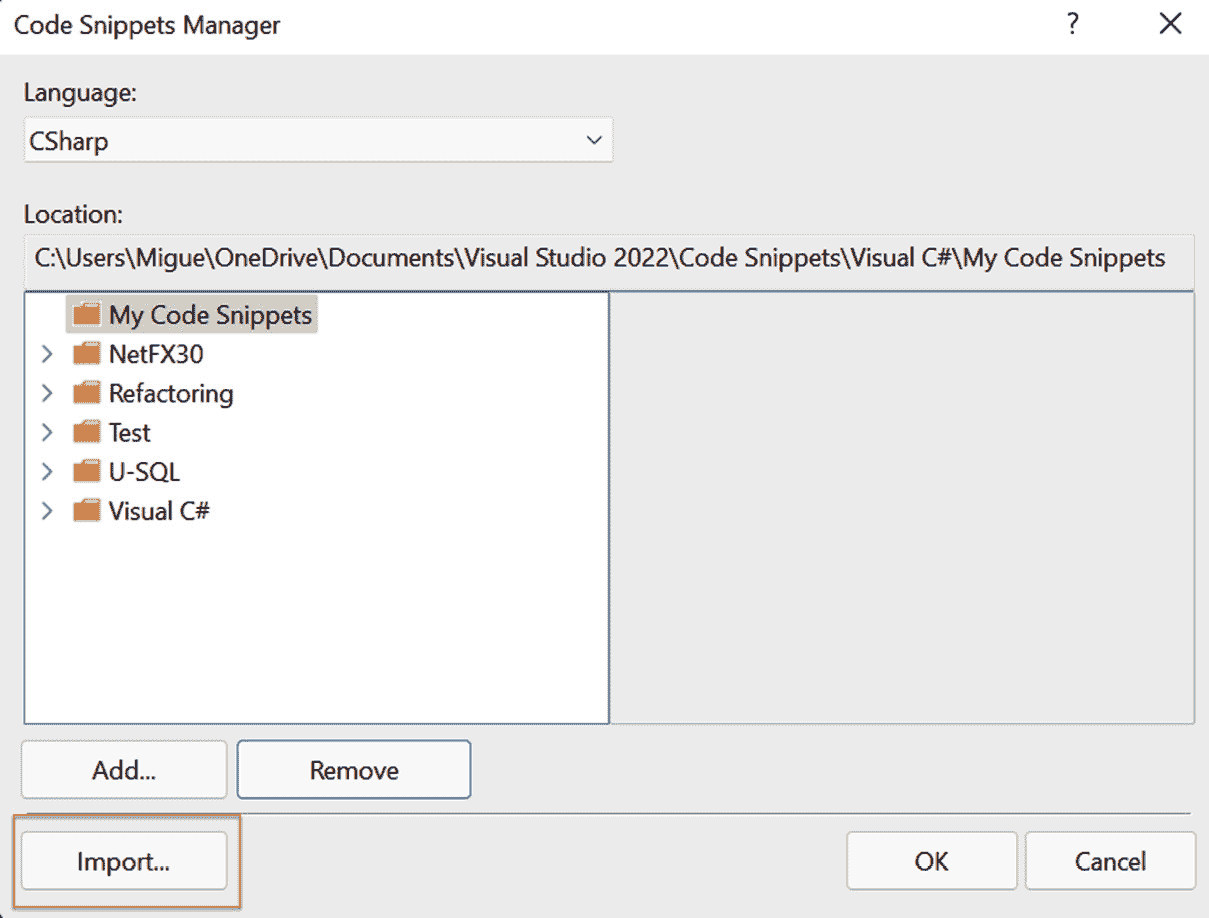 Code Snippets Manager ?
Language:
CSharp
Location:
C:\Users\Migue\OneDrive\Documents\Visual Studio 2022\Code Snippets\Visual C#\My Code Snippets
My Code Snippets
NetFX30
Refactoring
Test
U-SQL
Visual C#
Add... Remove
Import... OK Cancel